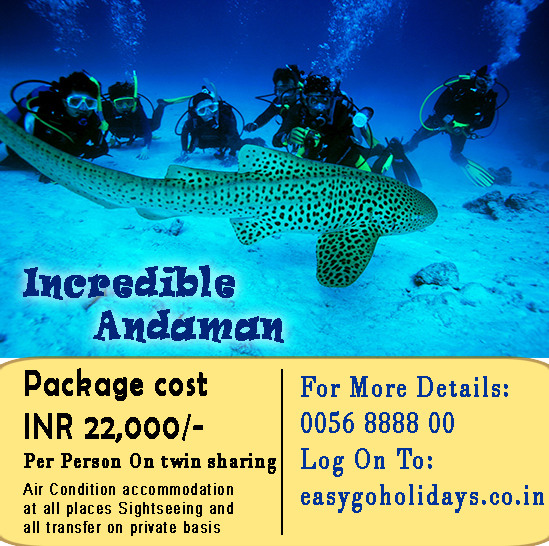 Incredible
Andaman
Package cost
INR 22,000/-
Per Person On twin sharing
Air Condition accommodation
at all places Sightseeing and
all transfer on private basis
For More Details:
0056 8888 00
Log On To:
easygoholidays.co.in